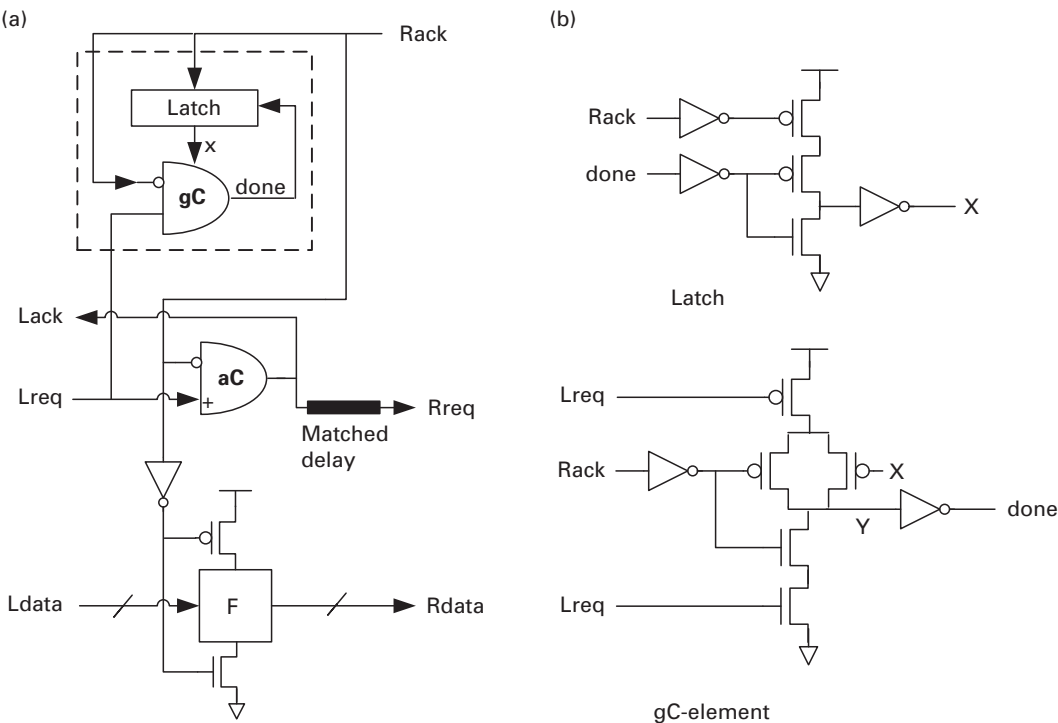 (a)
Rack
Latch
x
gC
done
Lack
aC
Lreq
+
Rreq
Matched
delay
Ldata
F
Rdata
(b)
Rack
done
X
Latch
Lreq
Rack
X
Y
done
Lreq
gC-element